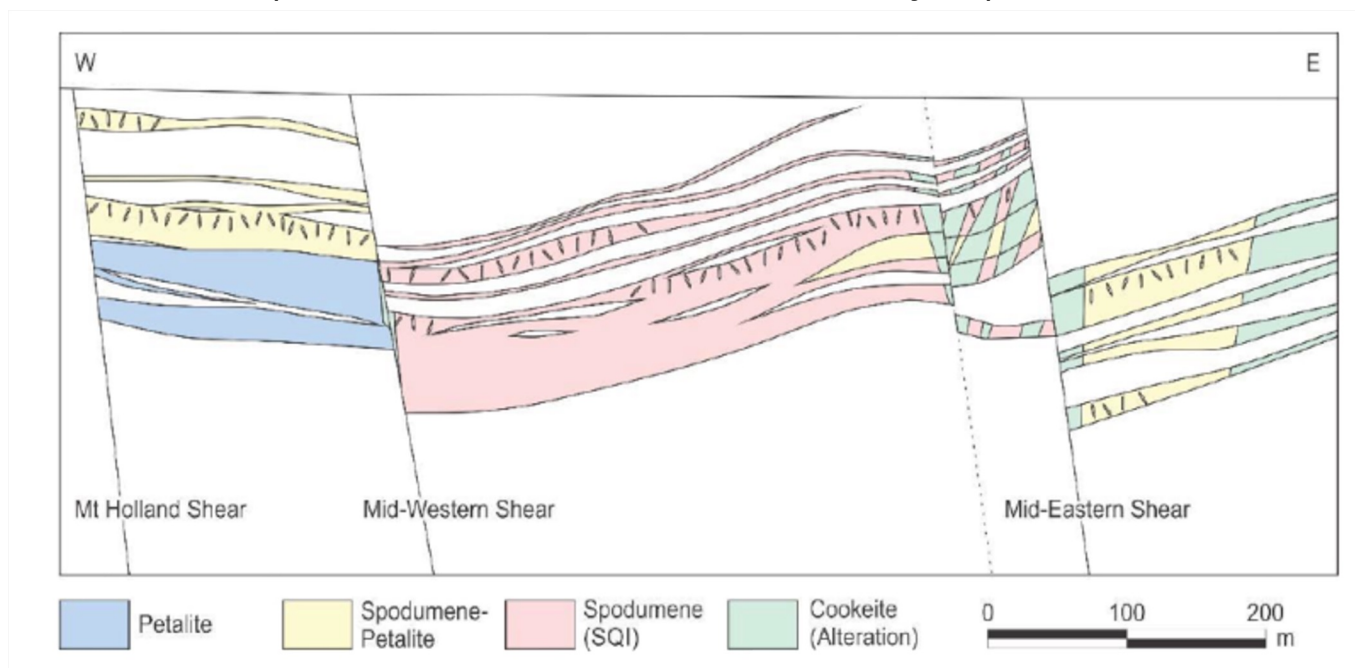 W
E
Mt Holland Shear
Mid-Western Shear
Mid-Eastern Shear
Petalite
Spodumene-
Petalite
Spodumene
(SQI)
Cookeite
(Alteration)
0 100 200
m